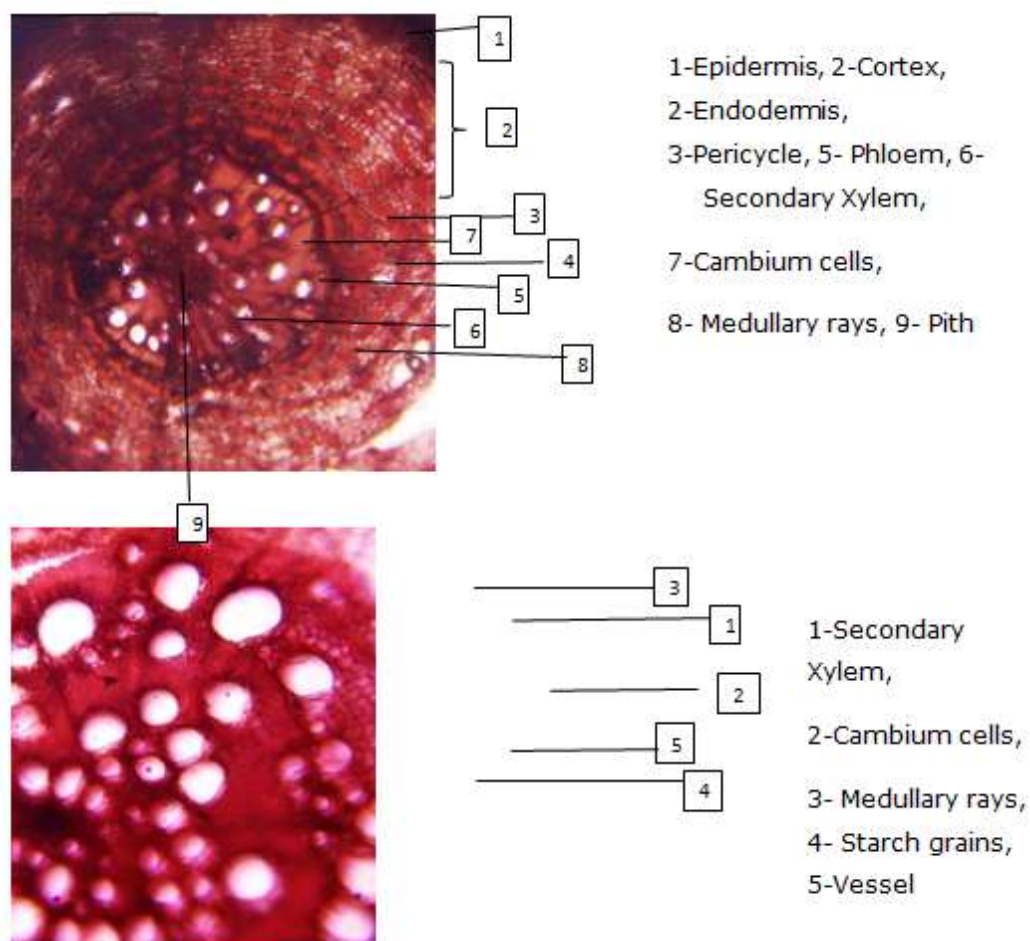 1
2
3
7
4
5
6
8
9
1-Epidermis, 2-Cortex,
2-Endodermis,
3-Pericycle, 5- Phloem, 6-
Secondary Xylem,
7-Cambium cells,
8- Medullary rays, 9- Pith
3
1
2
5
4
1-Secondary
Xylem,
2-Cambium cells,
3- Medullary rays,
4- Starch grains,
5-Vessel